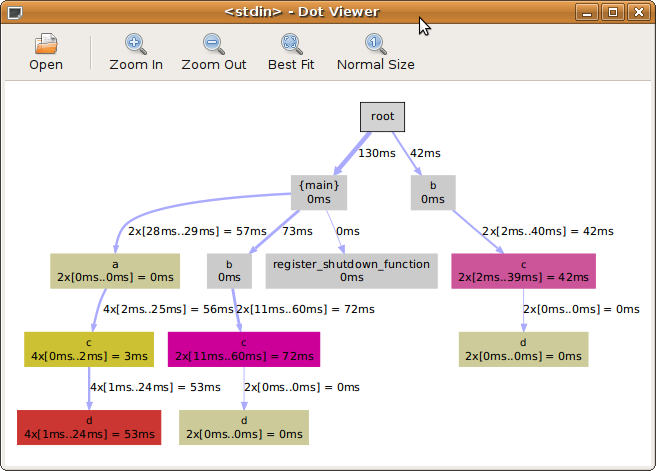 <stdin> - Dot Viewer
Open
Zoom In
Zoom Out
Best Fit
Normal Size
root
130ms
42ms
{main}
0ms
b
0ms
2x[28ms..29ms] = 57ms
73ms
0ms
2x[2ms..40ms] = 42ms
a
2x[0ms..0ms] = 0ms
b
0ms
register_shutdown_function
0ms
c
2x[2ms..39ms] = 42ms
4x[2ms..25ms] = 56ms
2x[11ms..60ms] = 72ms
2x[0ms..0ms] = 0ms
c
4x[0ms..2ms] = 3ms
c
2x[11ms..60ms] = 72ms
d
2x[0ms..0ms] = 0ms
4x[1ms..24ms] = 53ms
2x[0ms..0ms] = 0ms
d
4x[1ms..24ms] = 53ms
d
2x[0ms..0ms] = 0ms